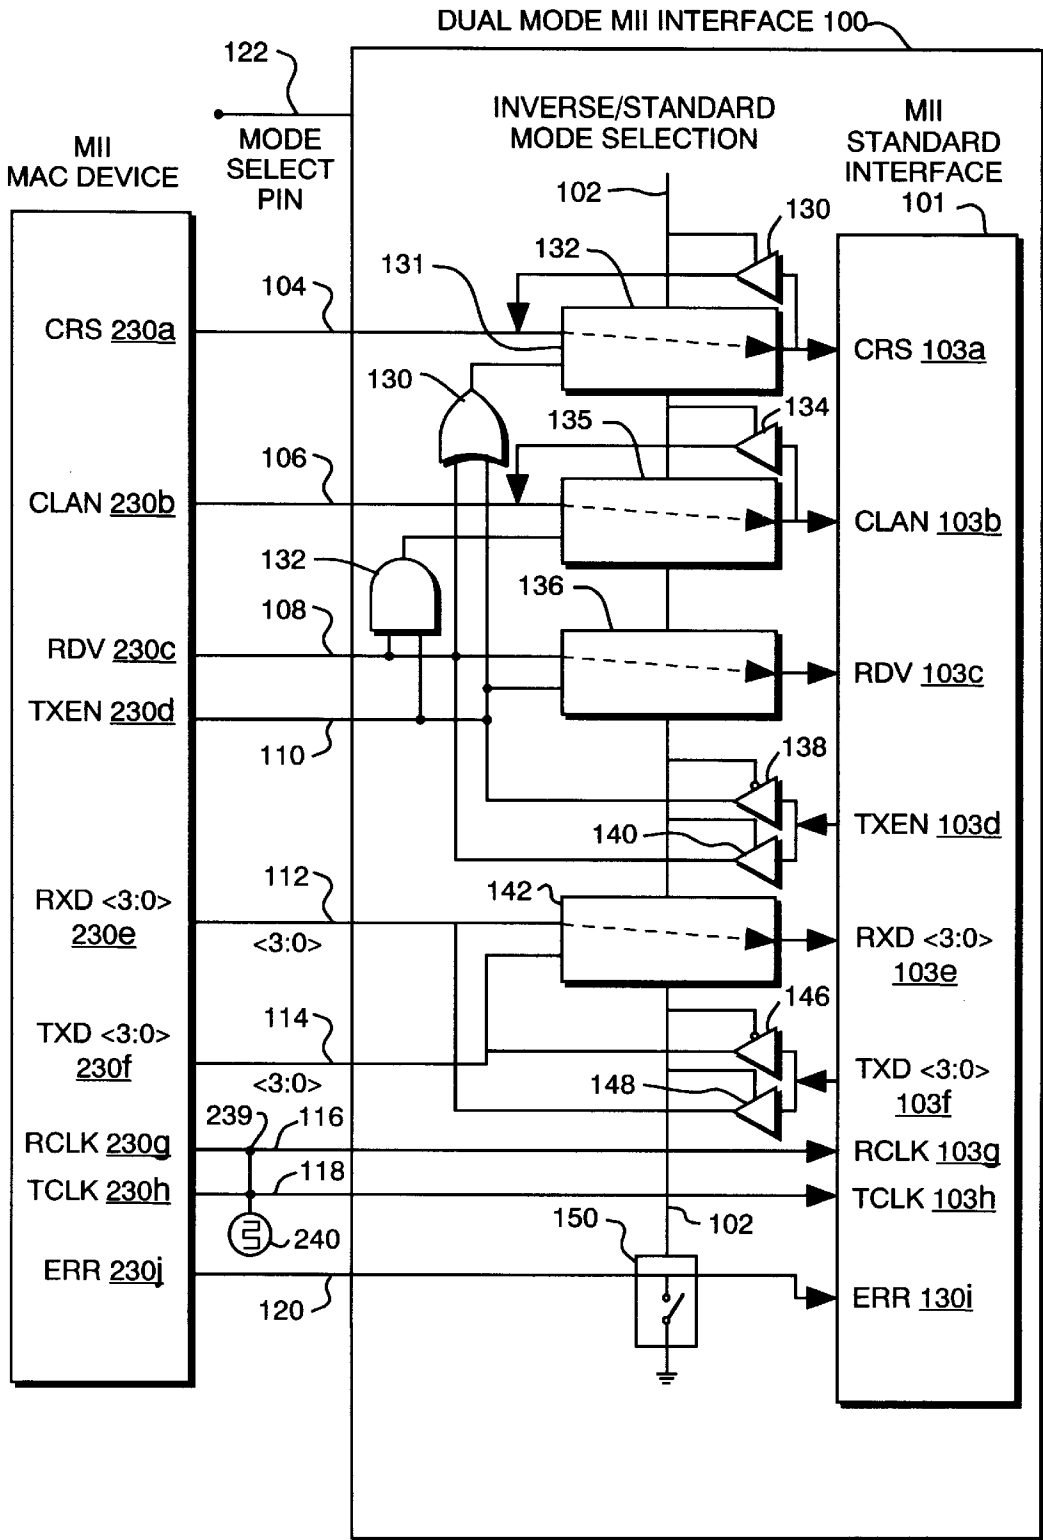 DUAL MODE MII INTERFACE 100
122
MODE
SELECT
PIN
INVERSE/STANDARD
MODE SELECTION
MII
STANDARD
INTERFACE
101
MII
MAC DEVICE
102
130
132
131
104
CRS 230a
CRS 103a
130
134
135
106
CLAN 230b
CLAN 103b
132
136
108
RDV 230c
RDV 103c
TXEN 230d
110
138
TXEN 103d
140
112
142
RXD <3:0>
230e
<3:0>
RXD <3:0>
103e
146
114
TXD <3:0>
230f
<3:0>
148
TXD <3:0>
103f
239
116
RCLK 230g
RCLK 103g
118
TCLK 230h
TCLK 103h
150
102
240
ERR 230j
120
ERR 130i